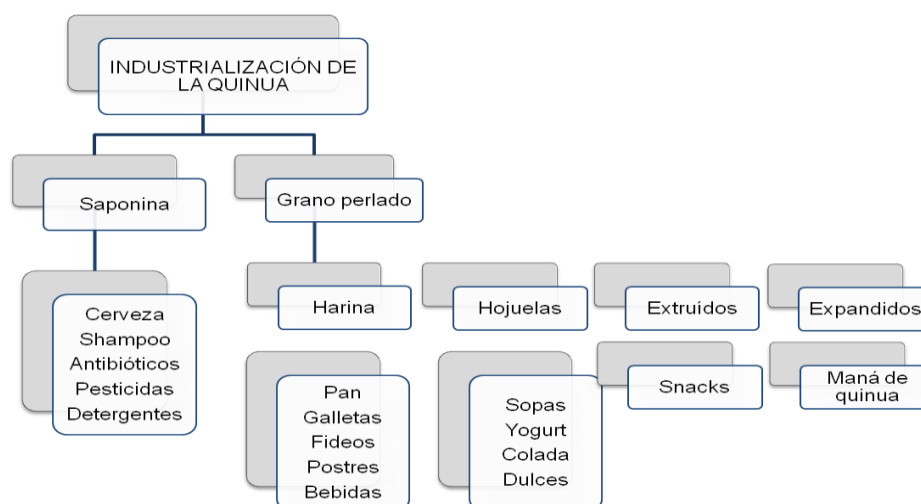 INDUSTRIALIZACIÓN DE
LA QUINUA
Saponina
Grano perlado
Cerveza
Shampoo
Antibióticos
Pesticidas
Detergentes
Harina
Hojuelas
Extruídos
Expandidos
Pan
Galletas
Fideos
Postres
Bebidas
Sopas
Yogurt
Colada
Dulces
Snacks
Maná de
quinua